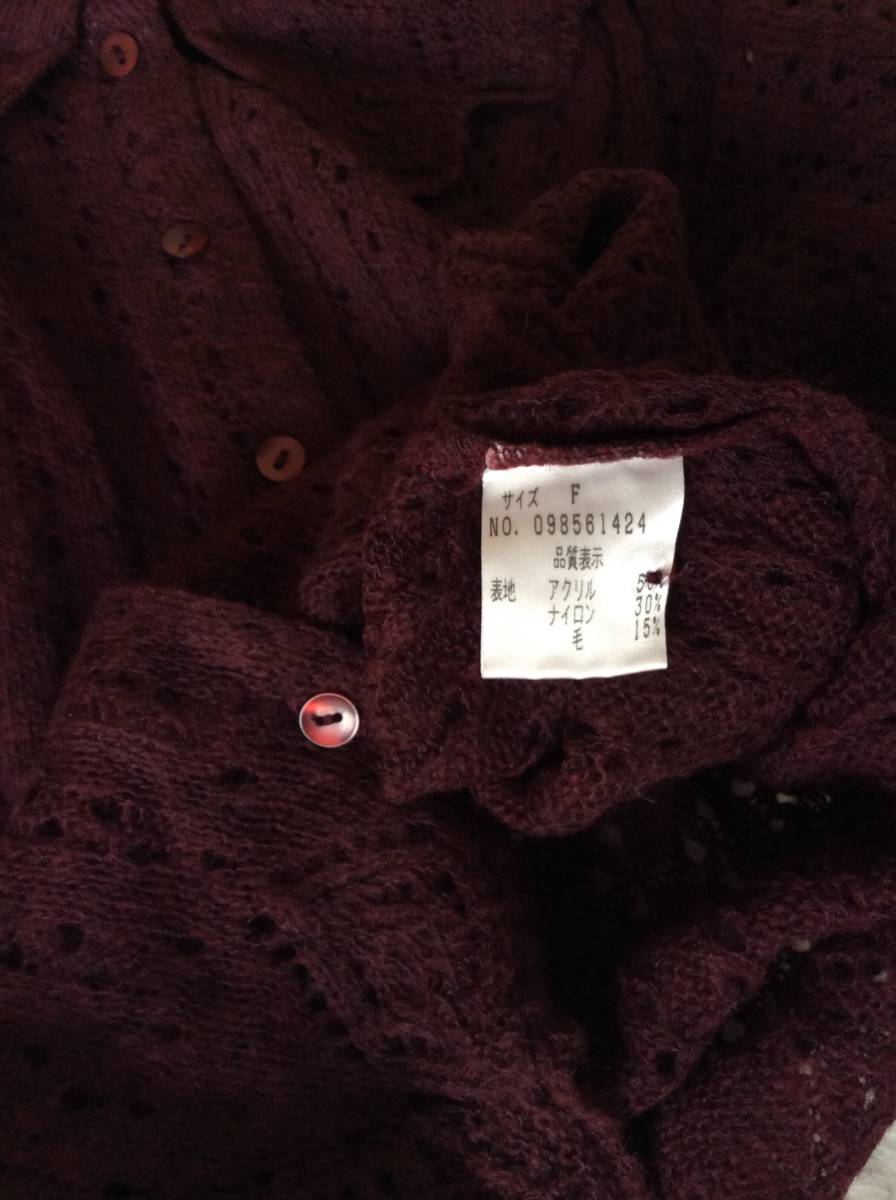 サイズ F
NO. 098561424
品質表示
表地 アクリル
ナイロン 30%
毛 15%